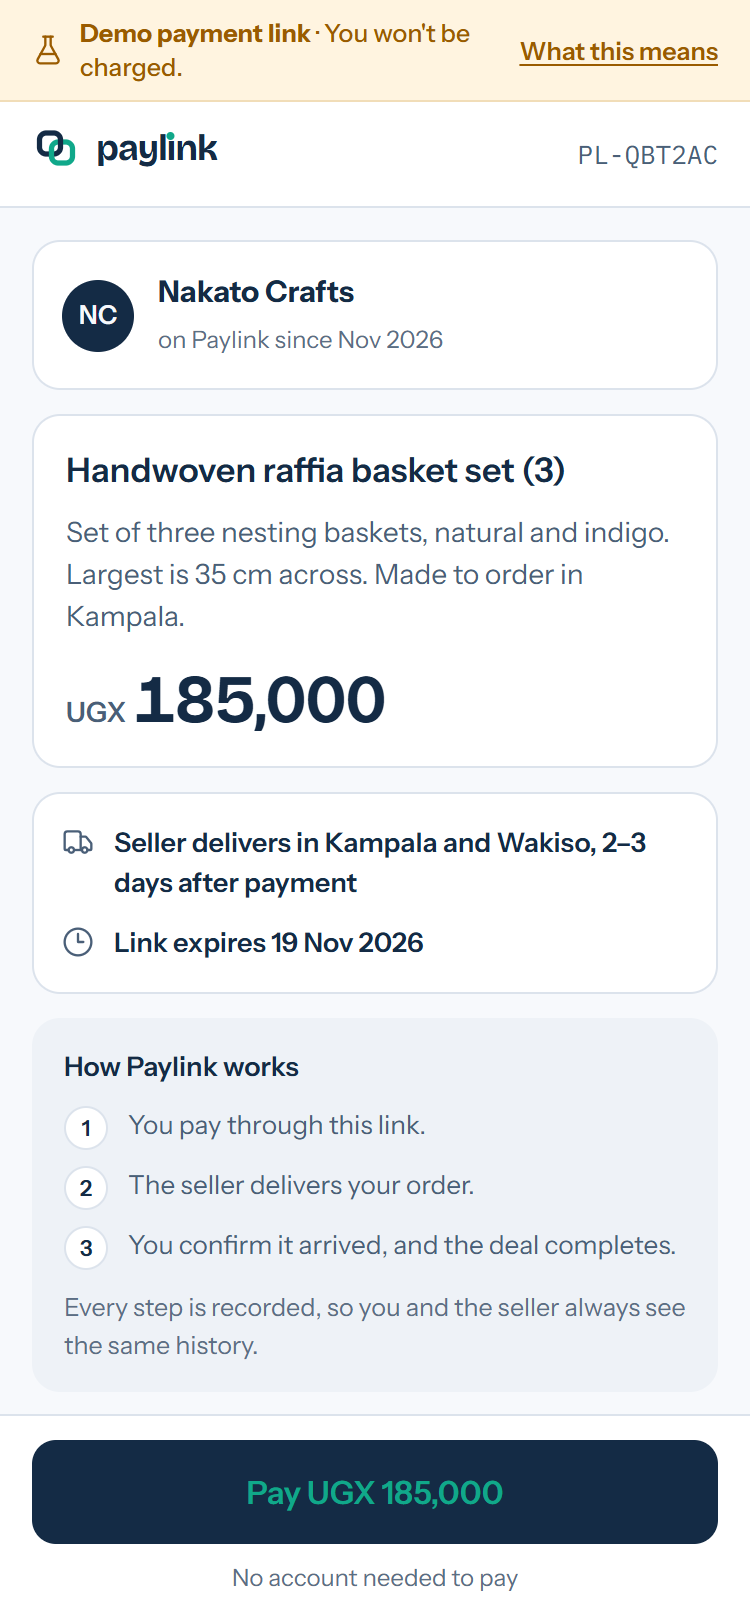 Demo payment link · You won't be
charged.
What this means
paylink
PL-QBT2AC
NC
Nakato Crafts
on Paylink since Nov 2026
Handwoven raffia basket set (3)
Set of three nesting baskets, natural and indigo.
Largest is 35 cm across. Made to order in
Kampala.
UGX 185,000
Seller delivers in Kampala and Wakiso, 2–3
days after payment
Link expires 19 Nov 2026
How Paylink works
1 You pay through this link.
2 The seller delivers your order.
3 You confirm it arrived, and the deal completes.
Every step is recorded, so you and the seller always see
the same history.
Pay UGX 185,000
No account needed to pay